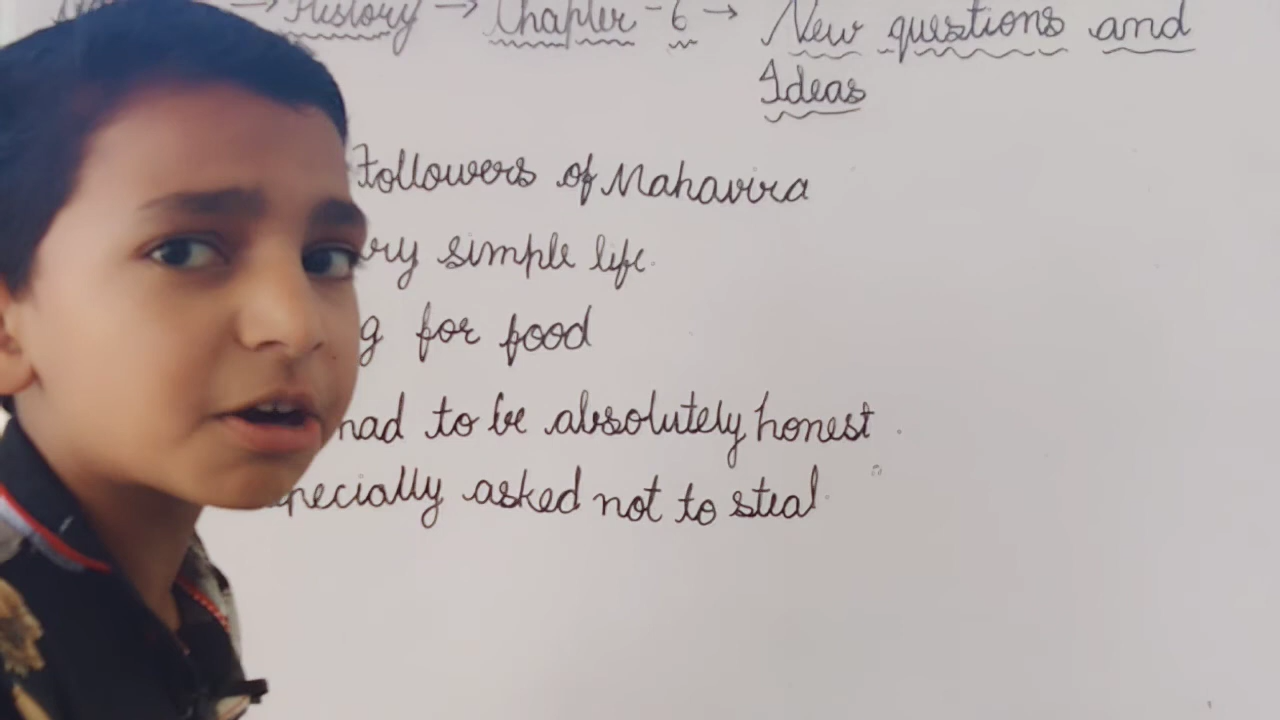 → History → Chapter - 6 → New questions and
Ideas
Followers of Mahavira
simple life.
for food
had to be absolutely honest.
asked not to steal.